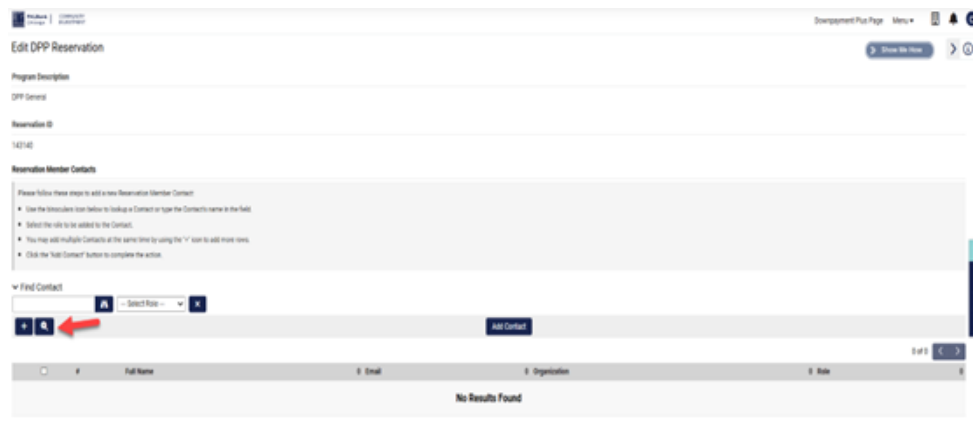 FHLBank Chicago | COMMUNITY INVESTMENT
Downpayment Plus Page Menu
Edit DPP Reservation
Show Me How
Program Description
DPP General
Reservation ID
143140
Reservation Member Contacts
Please follow these steps to add a new Reservation Member Contact:
Use the binoculars icon below to lookup a Contact or type the Contact's name in the field.
Select the role to be added to the Contact.
You may add multiple Contacts at the same time by using the "+" icon to add more rows.
Click the "Add Contact" button to complete the action.
Find Contact
-- Select Role -- X
+ Add Contact
0 of 0
# Full Name Email Organization Role
No Results Found